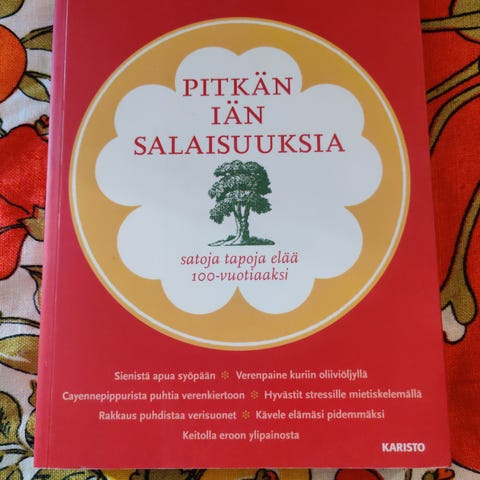 PITKÄN
IÄN
SALAISUUKSIA
satoja tapoja elää
100-vuotiaaksi
Sienistä apua syöpään ❉ Verenpaine kuriin oliiviöljyllä
Cayennepippurista puhtia verenkiertoon ❉ Hyvästit stressille mietiskelemällä
Rakkaus puhdistaa verisuonet ❉ Kävele elämäsi pidemmäksi
Keitolla eroon ylipainosta
KARISTO